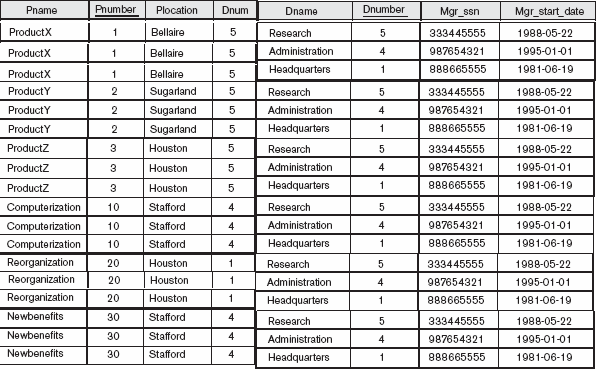 Pname Pnumber Plocation Dnum Dname Dnumber Mgr_ssn Mgr_start_date
ProductX 1 Bellaire 5 Research 5 333445555 1988-05-22
ProductX 1 Bellaire 5 Administration 4 987654321 1995-01-01
ProductX 1 Bellaire 5 Headquarters 1 888665555 1981-06-19
ProductY 2 Sugarland 5 Research 5 333445555 1988-05-22
ProductY 2 Sugarland 5 Administration 4 987654321 1995-01-01
ProductY 2 Sugarland 5 Headquarters 1 888665555 1981-06-19
ProductZ 3 Houston 5 Research 5 333445555 1988-05-22
ProductZ 3 Houston 5 Administration 4 987654321 1995-01-01
ProductZ 3 Houston 5 Headquarters 1 888665555 1981-06-19
Computerization 10 Stafford 4 Research 5 333445555 1988-05-22
Computerization 10 Stafford 4 Administration 4 987654321 1995-01-01
Computerization 10 Stafford 4 Headquarters 1 888665555 1981-06-19
Reorganization 20 Houston 1 Research 5 333445555 1988-05-22
Reorganization 20 Houston 1 Administration 4 987654321 1995-01-01
Reorganization 20 Houston 1 Headquarters 1 888665555 1981-06-19
Newbenefits 30 Stafford 4 Research 5 333445555 1988-05-22
Newbenefits 30 Stafford 4 Administration 4 987654321 1995-01-01
Newbenefits 30 Stafford 4 Headquarters 1 888665555 1981-06-19